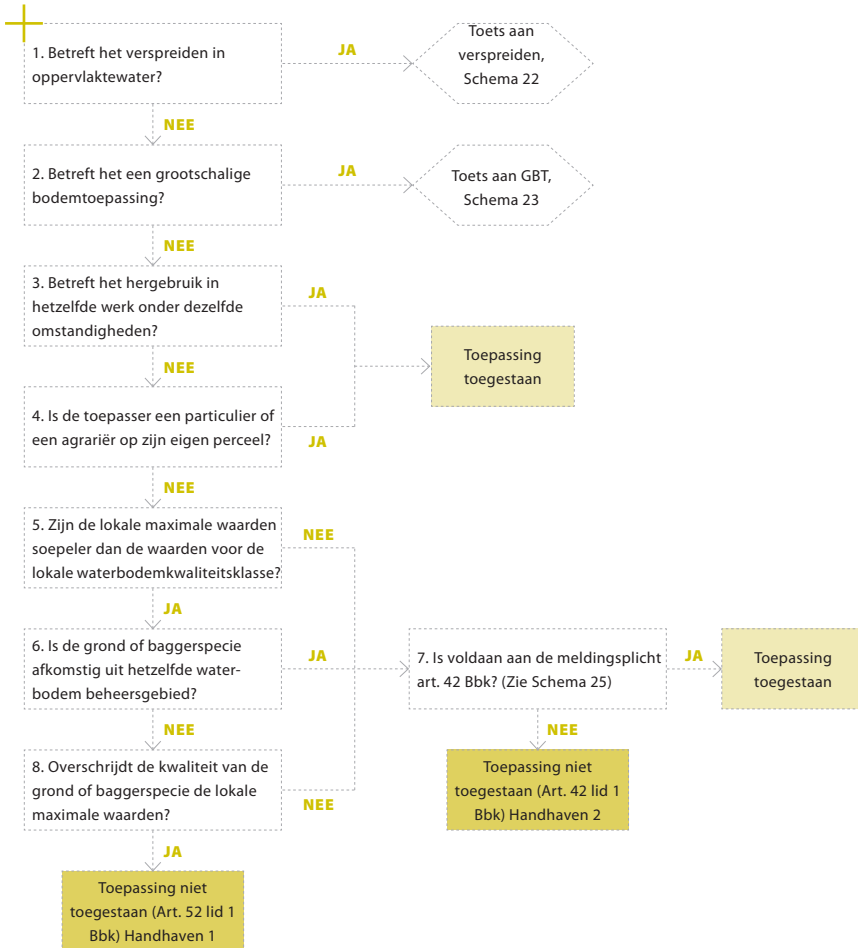 1. Betreft het verspreiden in
oppervlaktewater?
JA
Toets aan
verspreiden,
Schema 22
NEE
2. Betreft het een grootschalige
bodemtoepassing?
JA
Toets aan GBT,
Schema 23
NEE
3. Betreft het hergebruik in
hetzelfde werk onder dezelfde
omstandigheden?
JA
Toepassing
toegestaan
NEE
4. Is de toepasser een particulier of
een agrariër op zijn eigen perceel?
JA
NEE
5. Zijn de lokale maximale waarden
soepeler dan de waarden voor de
lokale waterbodemkwaliteitsklasse?
NEE
JA
6. Is de grond of baggerspecie
afkomstig uit hetzelfde water-
bodem beheersgebied?
JA
7. Is voldaan aan de meldingsplicht
art. 42 Bbk? (Zie Schema 25)
JA
Toepassing
toegestaan
NEE
NEE
8. Overschrijdt de kwaliteit van de
grond of baggerspecie de lokale
maximale waarden?
NEE
Toepassing niet
toegestaan (Art. 42 lid 1
Bbk) Handhaven 2
JA
Toepassing niet
toegestaan (Art. 52 lid 1
Bbk) Handhaven 1